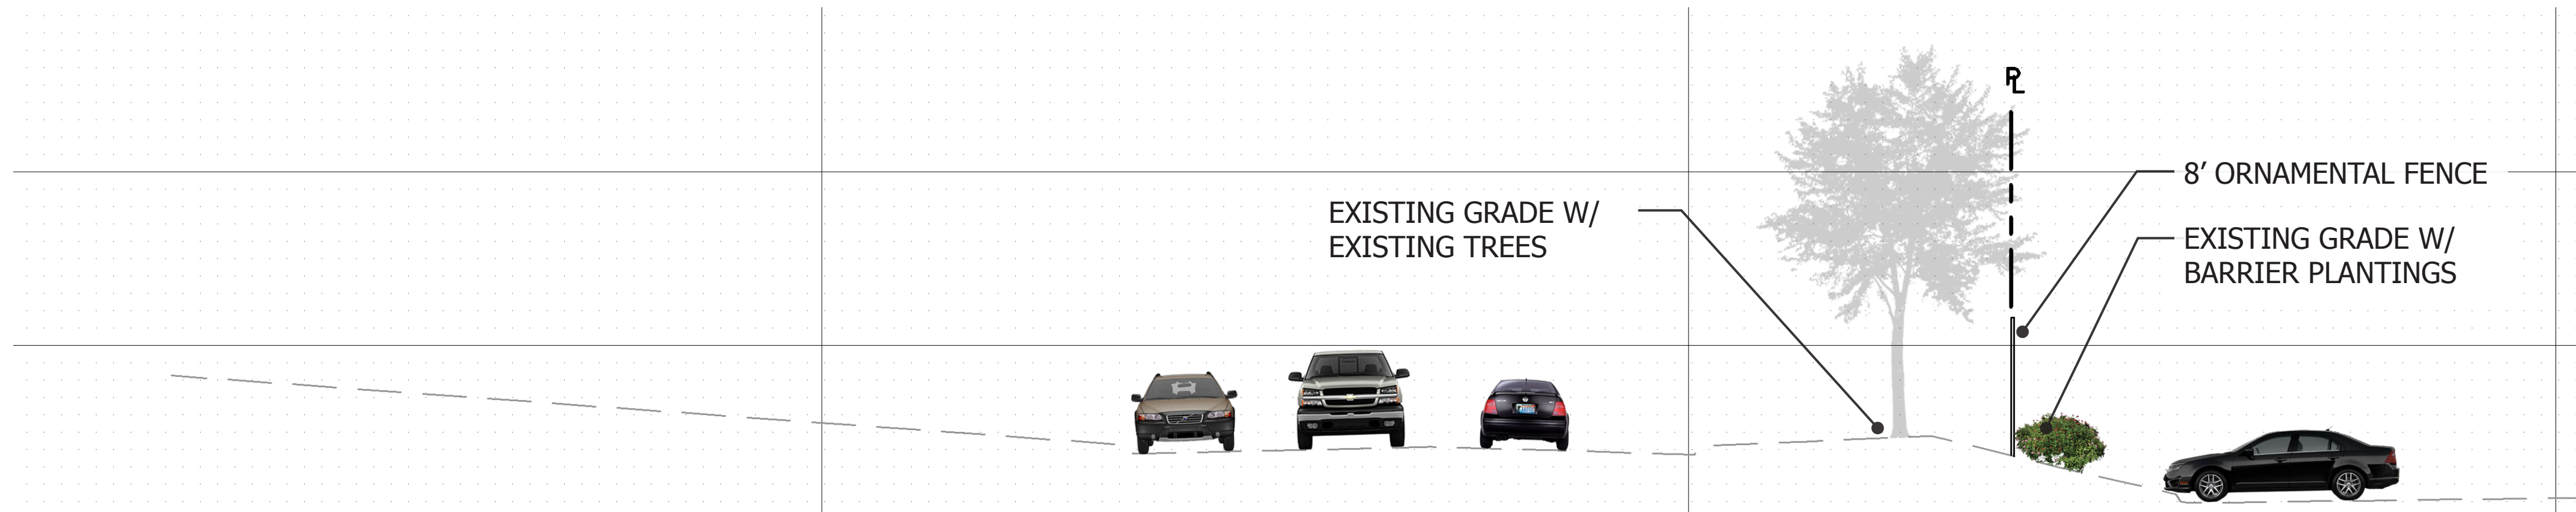 PL
EXISTING GRADE W/
EXISTING TREES
8’ ORNAMENTAL FENCE
EXISTING GRADE W/
BARRIER PLANTINGS